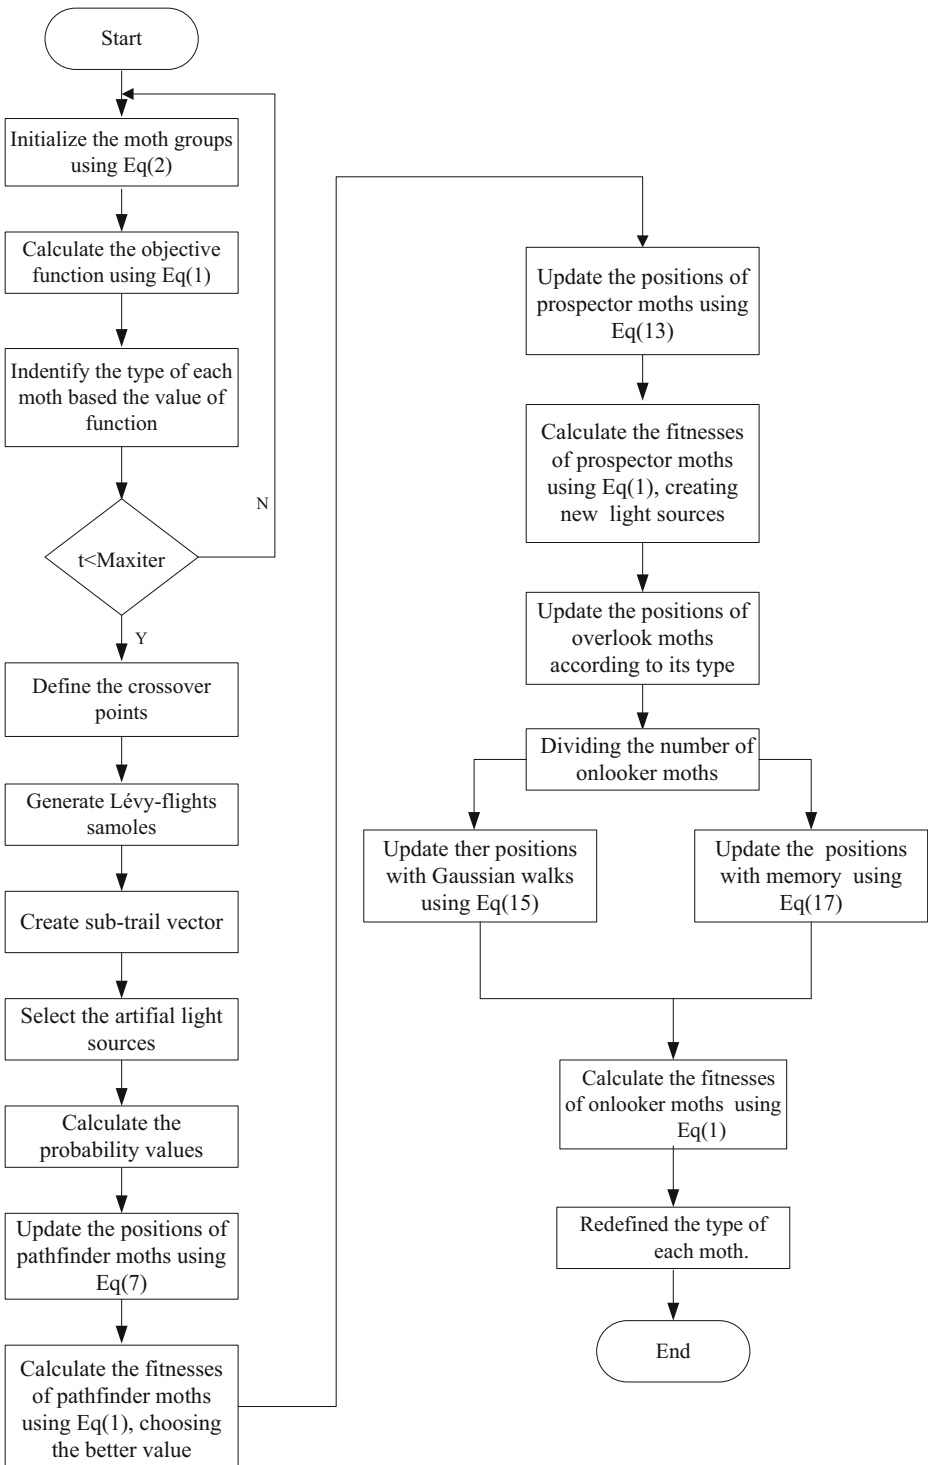 Start
Initialize the moth groups
using Eq(2)
Calculate the objective
function using Eq(1)
Indentify the type of each
moth based the value of
function
N
t<Maxiter
Y
Define the crossover
points
Generate Lévy-flights
samoles
Create sub-trail vector
Select the artifial light
sources
Calculate the
probability values
Update the positions of
pathfinder moths using
Eq(7)
Calculate the fitnesses
of pathfinder moths
using Eq(1), choosing
the better value
Update the positions of
prospector moths using
Eq(13)
Calculate the fitnesses
of prospector moths
using Eq(1), creating
new light sources
Update the positions of
overlook moths
according to its type
Dividing the number of
onlooker moths
Update ther positions
with Gaussian walks
using Eq(15)
Update the positions
with memory using
Eq(17)
Calculate the fitnesses
of onlooker moths using
Eq(1)
Redefined the type of
each moth.
End